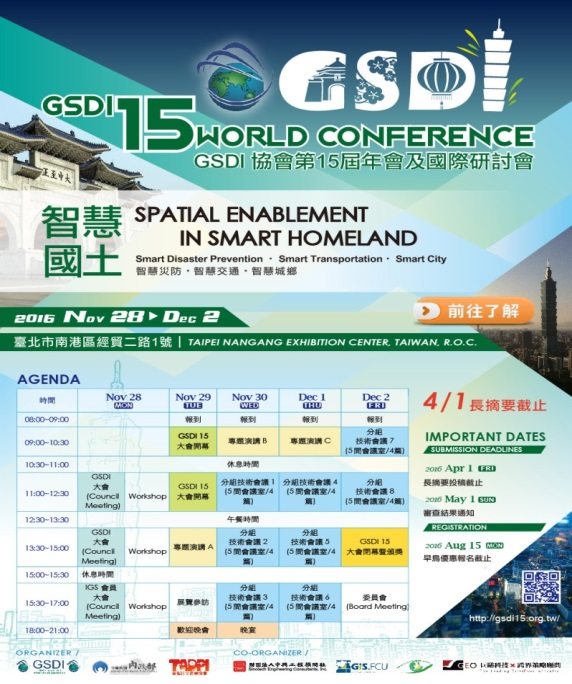 GSDI
GSDI 15 WORLD CONFERENCE
GSDI 協會第15屆年會及國際研討會
大中至正
智慧國土
SPATIAL ENABLEMENT
IN SMART HOMELAND
Smart Disaster Prevention · Smart Transportation · Smart City
智慧災防·智慧交通·智慧城鄉
前往了解
2016 Nov 28 ▸ Dec 2
臺北市南港區經貿二路1號 | TAIPEI NANGANG EXHIBITION CENTER, TAIWAN, R.O.C.
AGENDA
時間 Nov 28 MON Nov 29 TUE Nov 30 WED Dec 1 THU Dec 2 FRI
08:00~09:00 報到 報到 報到 報到
09:00~10:30 GSDI 15 大會開幕 專題演講 B 專題演講 C 分組技術會議 7 (5間會議室/4篇)
10:30~11:00 休息時間
11:00~12:30 GSDI 大會 (Council Meeting) Workshop GSDI 15 大會開幕 分組技術會議 1 (5間會議室/4篇) 分組技術會議 4 (5間會議室/4篇) 分組技術會議 8 (5間會議室/4篇)
12:30~13:30 午餐時間
13:30~15:00 GSDI 大會 (Council Meeting) Workshop 專題演講 A 分組技術會議 2 (5間會議室/4篇) 分組技術會議 5 (5間會議室/4篇) GSDI 15 大會閉幕暨頒獎
15:00~15:30 休息時間
15:30~17:00 IGS 會員大會 (Council Meeting) Workshop 展覽參訪 分組技術會議 3 (5間會議室/4篇) 分組技術會議 6 (5間會議室/4篇) 委員會 (Board Meeting)
18:00~21:00 歡迎晚會 晚宴
4/1 長摘要截止
IMPORTANT DATES
SUBMISSION DEADLINES
2016 Apr 1 FRI
長摘要投稿截止
2016 May 1 SUN
審查結果通知
REGISTRATION
2016 Aug 15 MON
早鳥優惠報名截止
http://gsdi15.org.tw/
ORGANIZER / CO-ORGANIZER /
GSDI
內政部
財團法人中興工程顧問社
Sinotech Engineering Consultants, Inc.
GIS.FCU